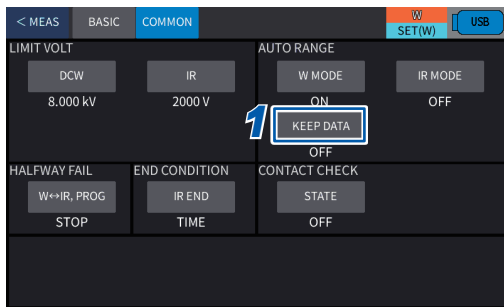 < MEAS BASIC COMMON W SET(W) USB
LIMIT VOLT AUTO RANGE
DCW IR W MODE IR MODE
8.000 kV 2000 V ON OFF
1 KEEP DATA
OFF
HALFWAY FAIL END CONDITION CONTACT CHECK
W↔IR, PROG IR END STATE
STOP TIME OFF